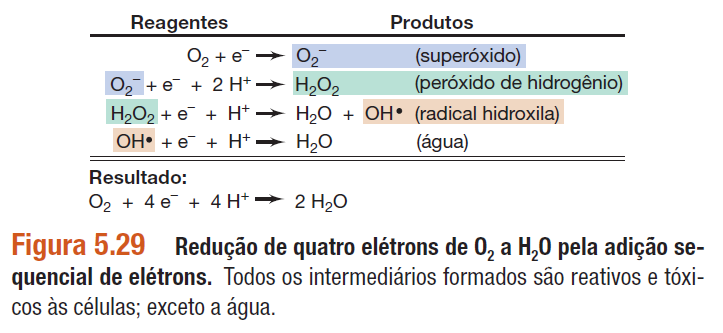 Reagentes Produtos
O₂ + e⁻ → O₂⁻ (superóxido)
O₂⁻ + e⁻ + 2 H⁺ → H₂O₂ (peróxido de hidrogênio)
H₂O₂ + e⁻ + H⁺ → H₂O + OH• (radical hidroxila)
OH• + e⁻ + H⁺ → H₂O (água)
Resultado:
O₂ + 4 e⁻ + 4 H⁺ → 2 H₂O
Figura 5.29 Redução de quatro elétrons de O₂ a H₂O pela adição se-
quencial de elétrons. Todos os intermediários formados são reativos e tóxi-
cos às células; exceto a água.